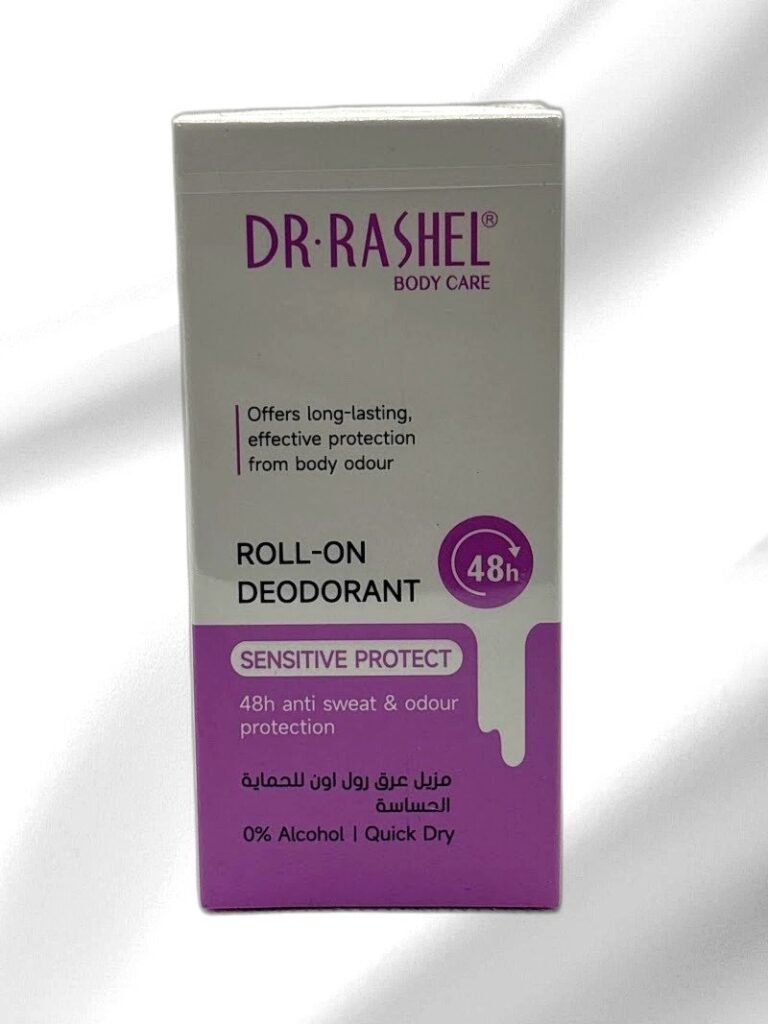 DR·RASHEL®
BODY CARE
Offers long-lasting,
effective protection
from body odour
ROLL-ON
DEODORANT
48h
SENSITIVE PROTECT
48h anti sweat & odour
protection
مزيل عرق رول اون للحماية
الحساسة
0% Alcohol | Quick Dry